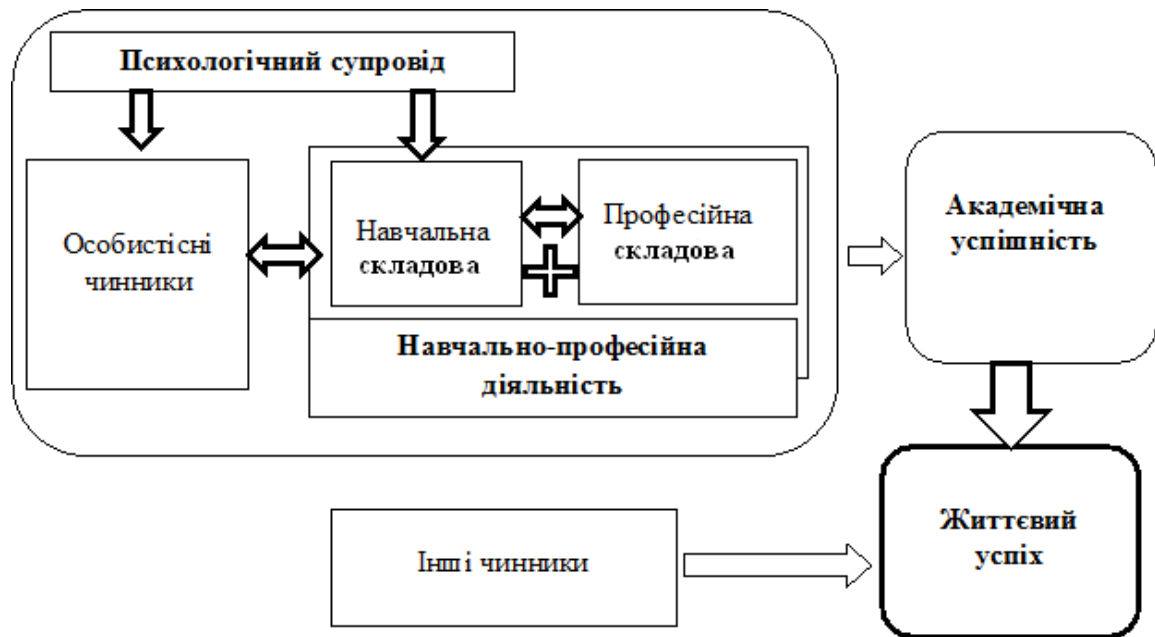 Психологічний супровід
Особистісні
чинники
Навчальна
складова
Професійна
складова
Навчально-професійна
діяльність
Академічна
успішність
Інші чинники
Життєвий
успіх